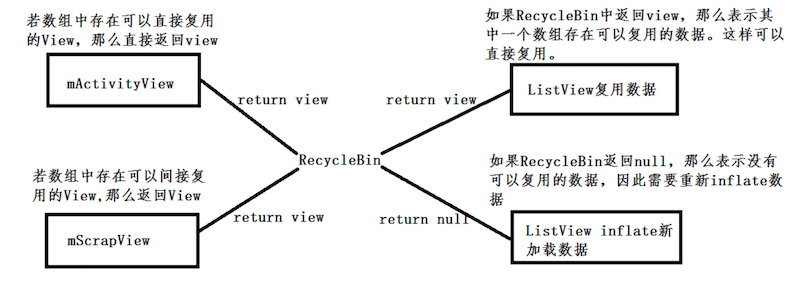 若数组中存在可以直接复用
的View，那么直接返回view
mActivityView
return view
如果RecycleBin中返回view，那么表示其
中一个数组存在可以复用的数据。这样可以
直接复用。
return view
ListView复用数据
RecycleBin
若数组中存在可以间接复
用的View,那么返回View
return view
mScrapView
如果RecycleBin返回null，那么表示没有
可以复用的数据，因此需要重新inflate数
据
return null
ListView inflate新
加载数据